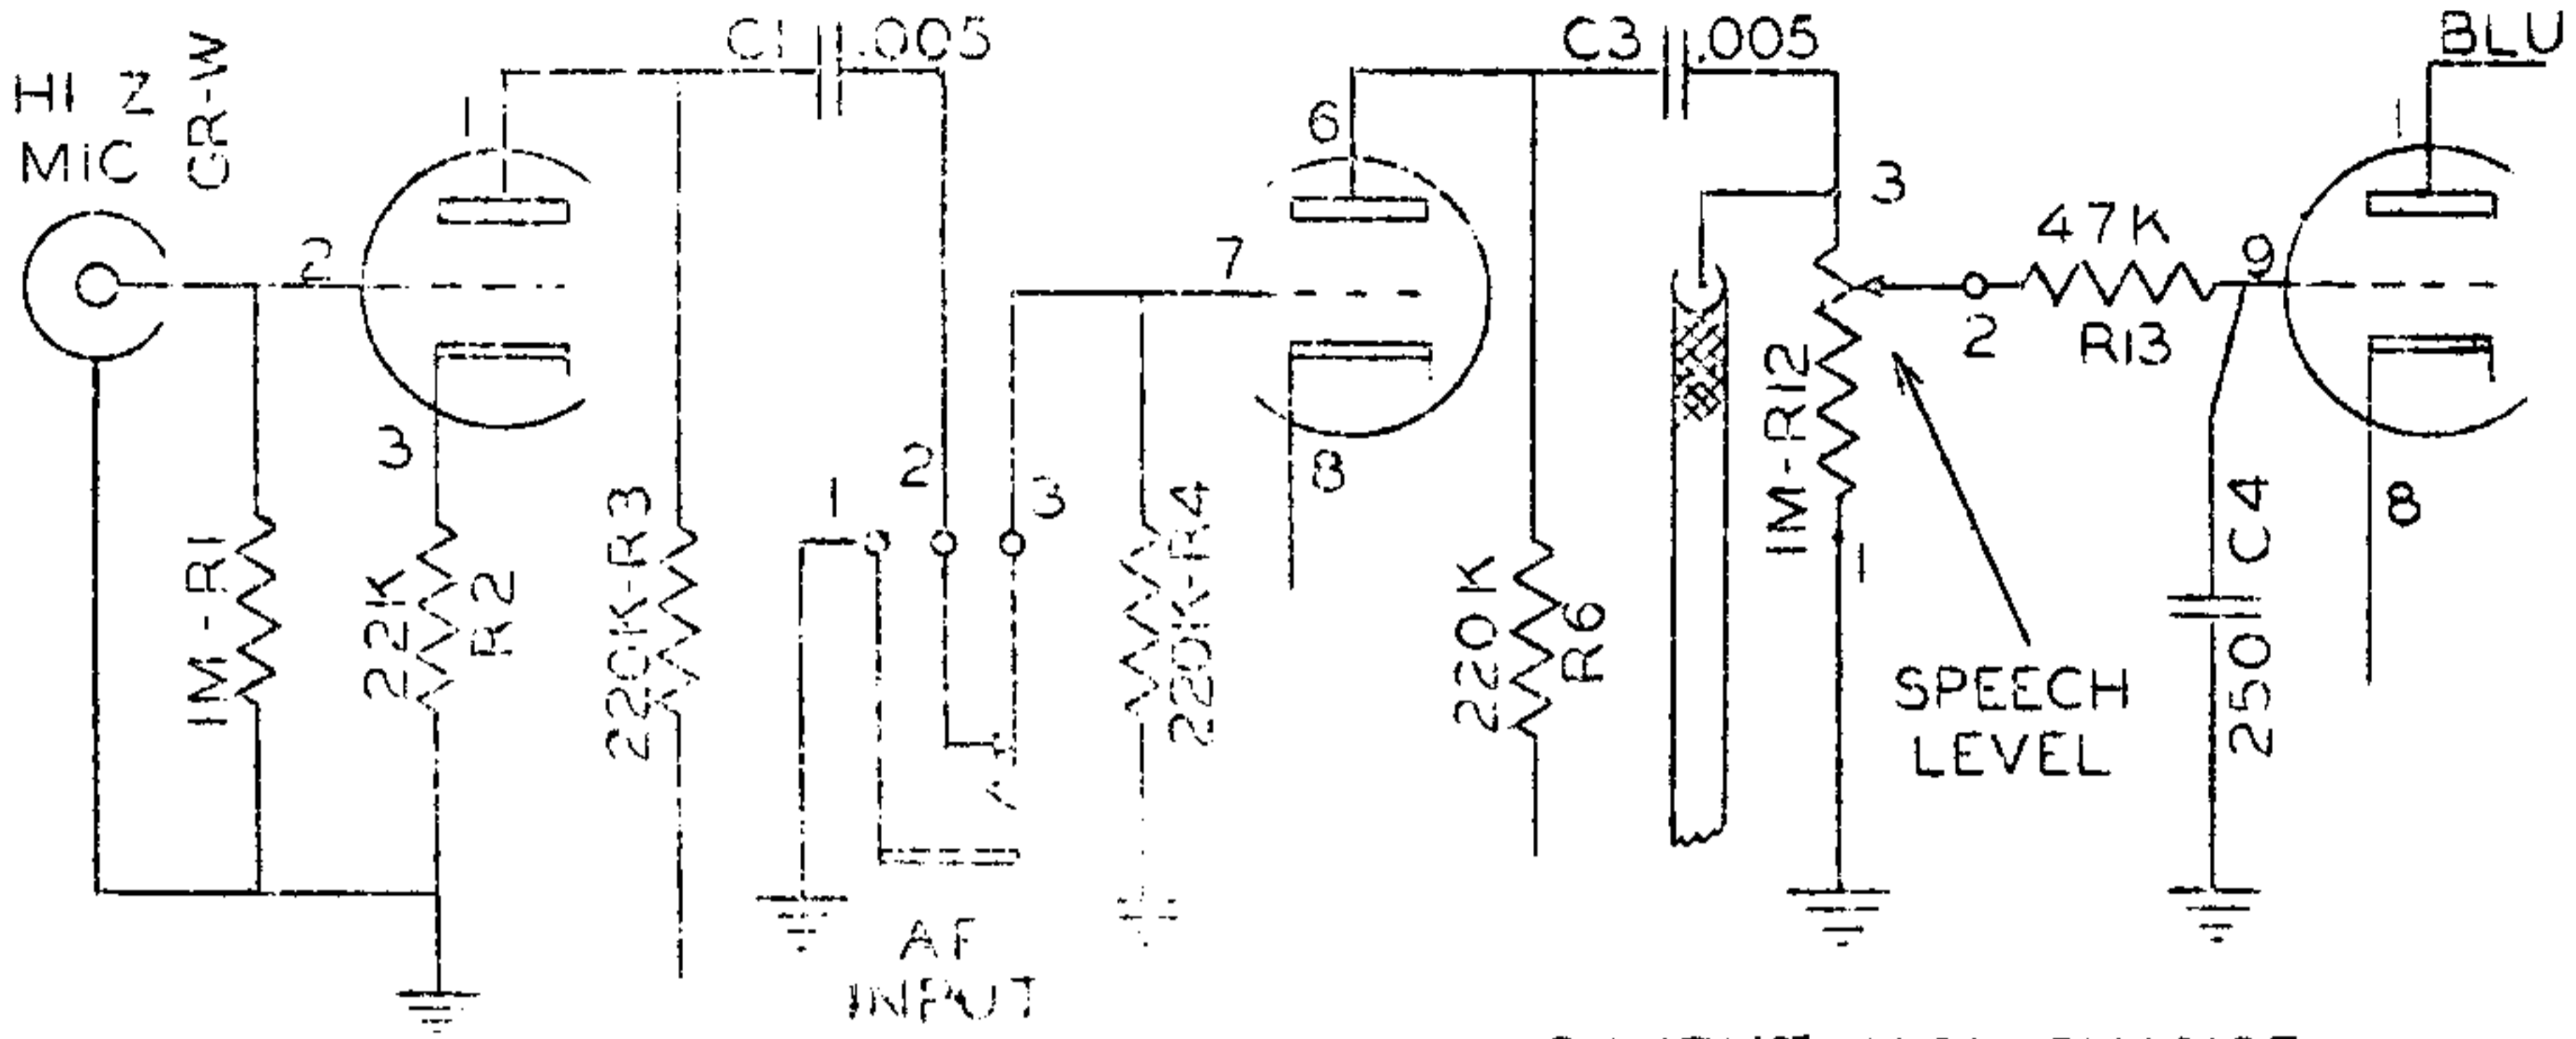 HI Z
MIC
GR-W
1
2
3
1M-R1
22K
R2
220K-R3
C1 .005
1
2
3
AF
INPUT
7
220K-R4
6
8
220K
R6
C3 .005
3
1M-R12
1
2
SPEECH
LEVEL
47K
R13
9
C4
250
BLU
1
8